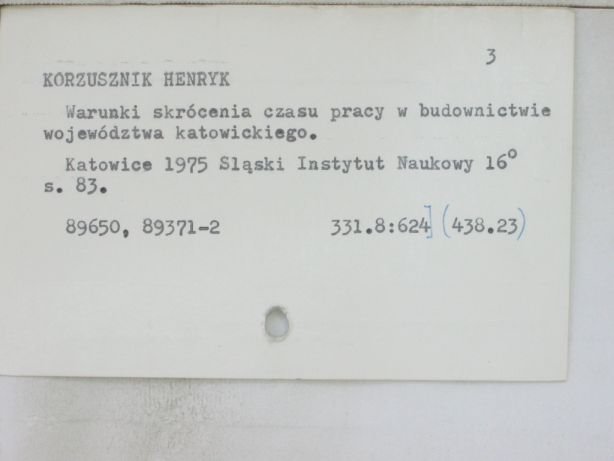 3
KORZUSZNIK HENRYK
Warunki skrócenia czasu pracy w budownictwie
województwa katowickiego.
Katowice 1975 Śląski Instytut Naukowy 16°
s. 83.
89650, 89371-2 331.8:624] (438.23)